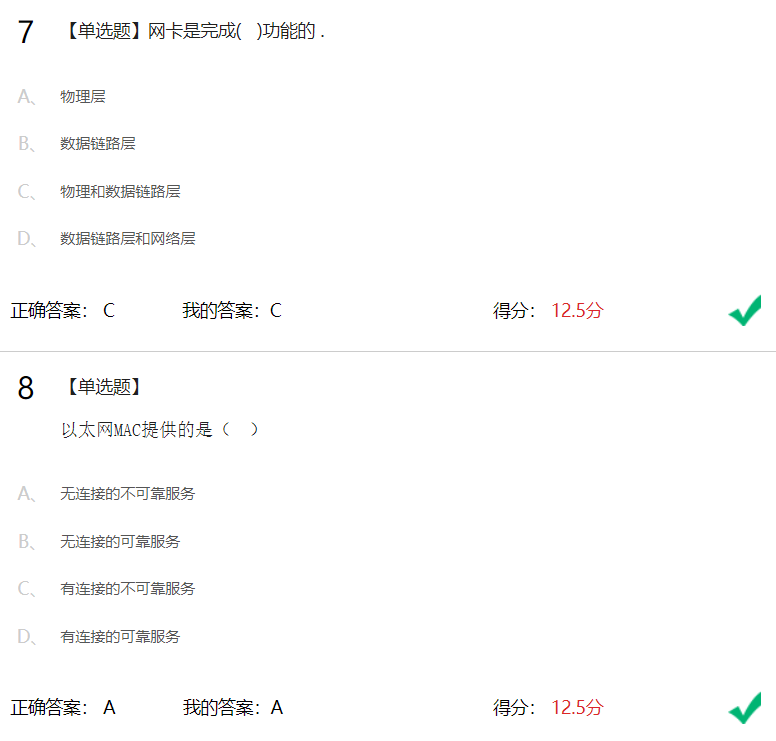 7 【单选题】网卡是完成( )功能的 .
A、 物理层
B、 数据链路层
C、 物理和数据链路层
D、 数据链路层和网络层
正确答案： C 我的答案：C 得分： 12.5分
8 【单选题】
以太网MAC提供的是（ ）
A、 无连接的不可靠服务
B、 无连接的可靠服务
C、 有连接的不可靠服务
D、 有连接的可靠服务
正确答案： A 我的答案：A 得分： 12.5分